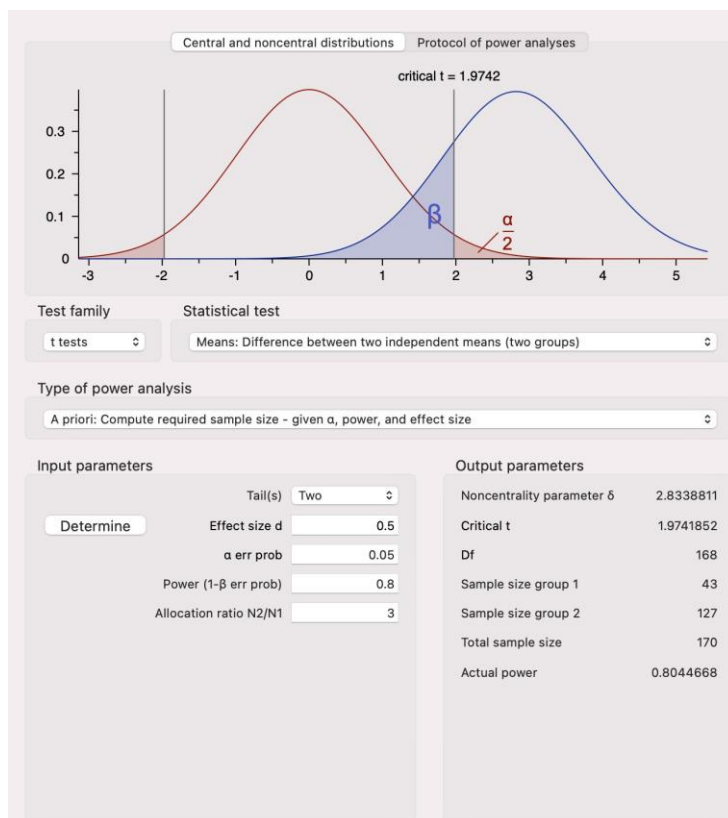 Central and noncentral distributions Protocol of power analyses
critical t = 1.9742
0.3
0.2
0.1
0
β
α
2
-3 -2 -1 0 1 2 3 4 5
Test family Statistical test
t tests Means: Difference between two independent means (two groups)
Type of power analysis
A priori: Compute required sample size - given α, power, and effect size
Input parameters Output parameters
Tail(s) Two Noncentrality parameter δ 2.8338811
Determine Effect size d 0.5 Critical t 1.9741852
α err prob 0.05 Df 168
Power (1-β err prob) 0.8 Sample size group 1 43
Allocation ratio N2/N1 3 Sample size group 2 127
Total sample size 170
Actual power 0.8044668